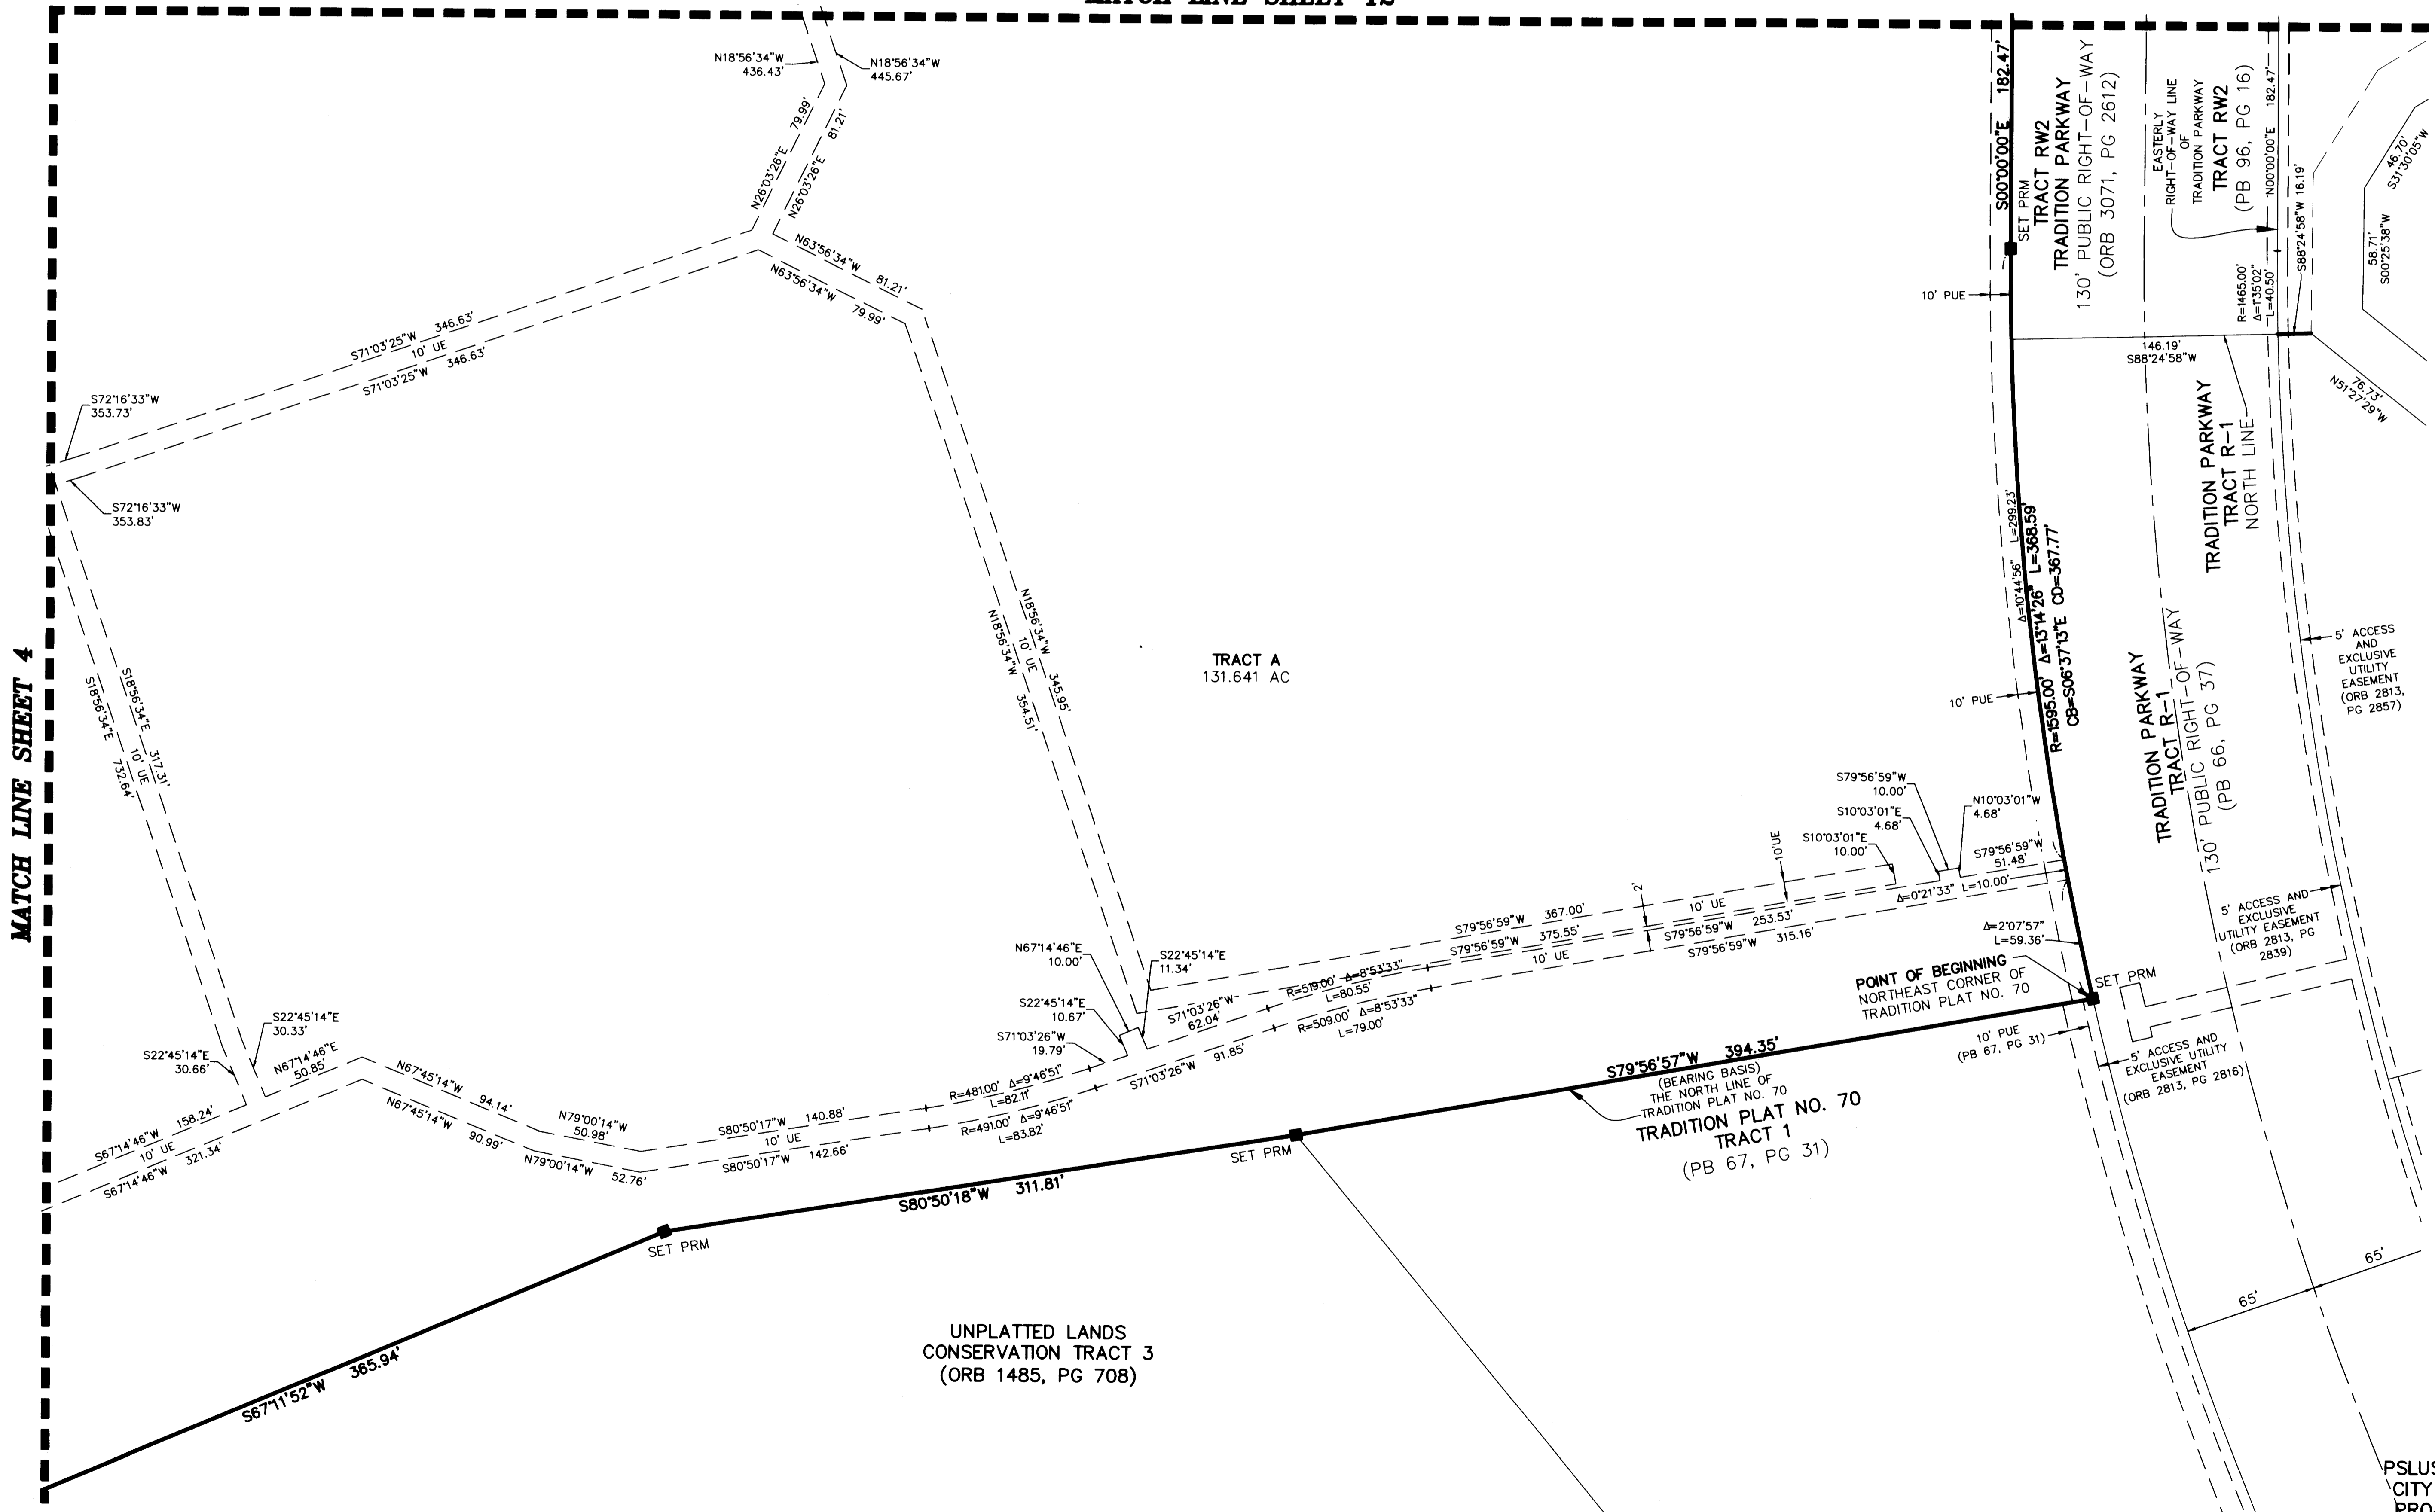 MATCH LINE SHEET 12
N18°56'34"W
436.43'
N18°56'34"W
445.67'
N26°03'26"E 79.99'
N26°03'26"E 81.21'
N63°56'34"W 81.21'
N63°56'34"W 79.99'
S71°03'25"W 346.63'
10' UE
S71°03'25"W 346.63'
S72°16'33"W
353.73'
S72°16'33"W
353.83'
MATCH LINE SHEET 4
S18°56'34"E 317.31'
10' UE
S18°56'34"E 732.64'
N18°56'34"W 345.95'
10' UE
N18°56'34"W 354.51'
TRACT A
131.641 AC
S00°00'00"E 182.47'
SET PRM
TRACT RW2
TRADITION PARKWAY
130' PUBLIC RIGHT-OF-WAY
(ORB 3071, PG 2612)
EASTERLY
RIGHT-OF-WAY LINE
OF
TRADITION PARKWAY
TRACT RW2
(PB 96, PG 16)
N00°00'00"E 182.47'
S88°24'58"W 16.19'
R=1465.00'
Δ=1°35'02"
L=40.50'
46.70'
S31°30'05"W
58.71'
S00°25'38"W
76.73'
N51°27'29"W
10' PUE
146.19'
S88°24'58"W
TRADITION PARKWAY
TRACT R-1
NORTH LINE
Δ=10°44'56" L=299.23'
R=1595.00' Δ=13°14'26" L=368.59'
CB=S06°37'13"E CD=367.77'
10' PUE
TRADITION PARKWAY
TRACT R-1
130' PUBLIC RIGHT-OF-WAY
(PB 66, PG 37)
5' ACCESS
AND
EXCLUSIVE
UTILITY
EASEMENT
(ORB 2813,
PG 2857)
S79°56'59"W
10.00'
S10°03'01"E
4.68'
N10°03'01"W
4.68'
S10°03'01"E
10.00'
10'UE
S79°56'59"W
51.48'
Δ=0°21'33" L=10.00'
2'
S79°56'59"W 367.00'
10' UE
S79°56'59"W 375.55'
S79°56'59"W 253.53'
S79°56'59"W 315.16'
10' UE
Δ=2°07'57"
L=59.36'
5' ACCESS AND
EXCLUSIVE
UTILITY EASEMENT
(ORB 2813, PG
2839)
POINT OF BEGINNING
NORTHEAST CORNER OF
TRADITION PLAT NO. 70
SET PRM
10' PUE
(PB 67, PG 31)
5' ACCESS AND
EXCLUSIVE UTILITY
EASEMENT
(ORB 2813, PG 2816)
N67°14'46"E
10.00'
S22°45'14"E
11.34'
S22°45'14"E
10.67'
S71°03'26"W
19.79'
S71°03'26"W
62.04'
R=519.00' Δ=8°53'33"
L=80.55'
R=509.00' Δ=8°53'33"
L=79.00'
S71°03'26"W 91.85'
S22°45'14"E
30.33'
S22°45'14"E
30.66'
N67°14'46"E
50.85'
N67°45'14"W 94.14'
N67°45'14"W 90.99'
N79°00'14"W
50.98'
N79°00'14"W 52.76'
S80°50'17"W 140.88'
10' UE
S80°50'17"W 142.66'
R=481.00' Δ=9°46'51"
L=82.11'
R=491.00' Δ=9°46'51"
L=83.82'
S67°14'46"W 158.24'
10' UE
S67°14'46"W 321.34'
S79°56'57"W 394.35'
(BEARING BASIS)
THE NORTH LINE OF
TRADITION PLAT NO. 70
TRADITION PLAT NO. 70
TRACT 1
(PB 67, PG 31)
SET PRM
S80°50'18"W 311.81'
SET PRM
S67°11'52"W 365.94'
UNPLATTED LANDS
CONSERVATION TRACT 3
(ORB 1485, PG 708)
65'
65'
PSLUS
CITY
PRO